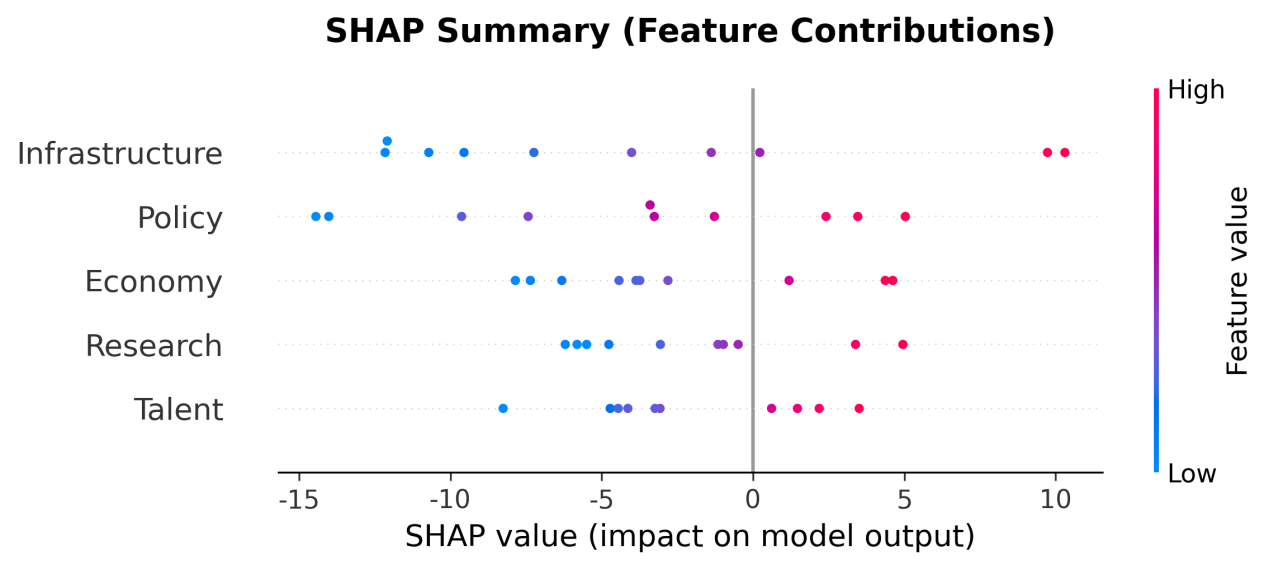 SHAP Summary (Feature Contributions)
High
Infrastructure
Policy
Economy
Research
Talent
Feature value
Low
-15 -10 -5 0 5 10
SHAP value (impact on model output)